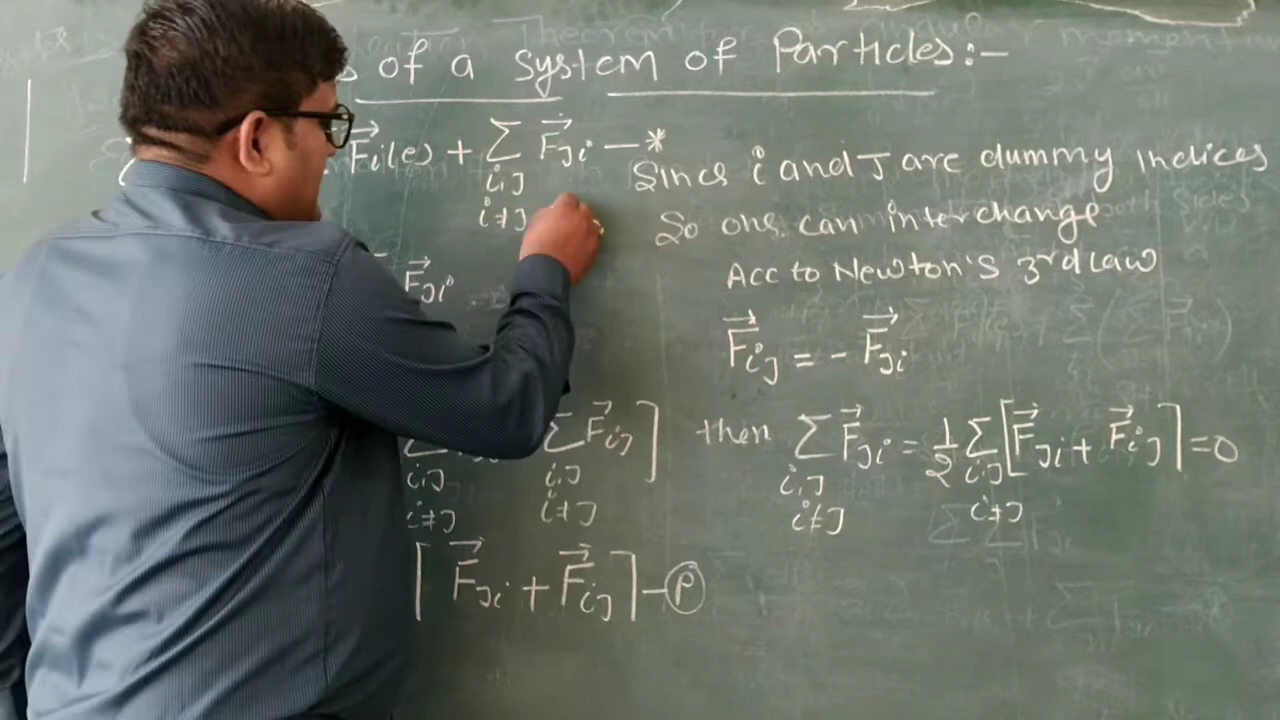 s of a System of Particles:-
F⃗i(e) + Σ F⃗Ji — *
i,J
i≠J
Since i and J are dummy indices
So one can interchange
Acc to Newton's 3rd Law
F⃗Ji
F⃗iJ = - F⃗Ji
Σ F⃗iJ ]
i,J i,J
i≠J i≠J
then Σ F⃗Ji = 1/2 Σ [F⃗Ji + F⃗iJ] = 0
i,J i,J
i≠J i≠J
[ F⃗Ji + F⃗iJ ] - Ⓟ